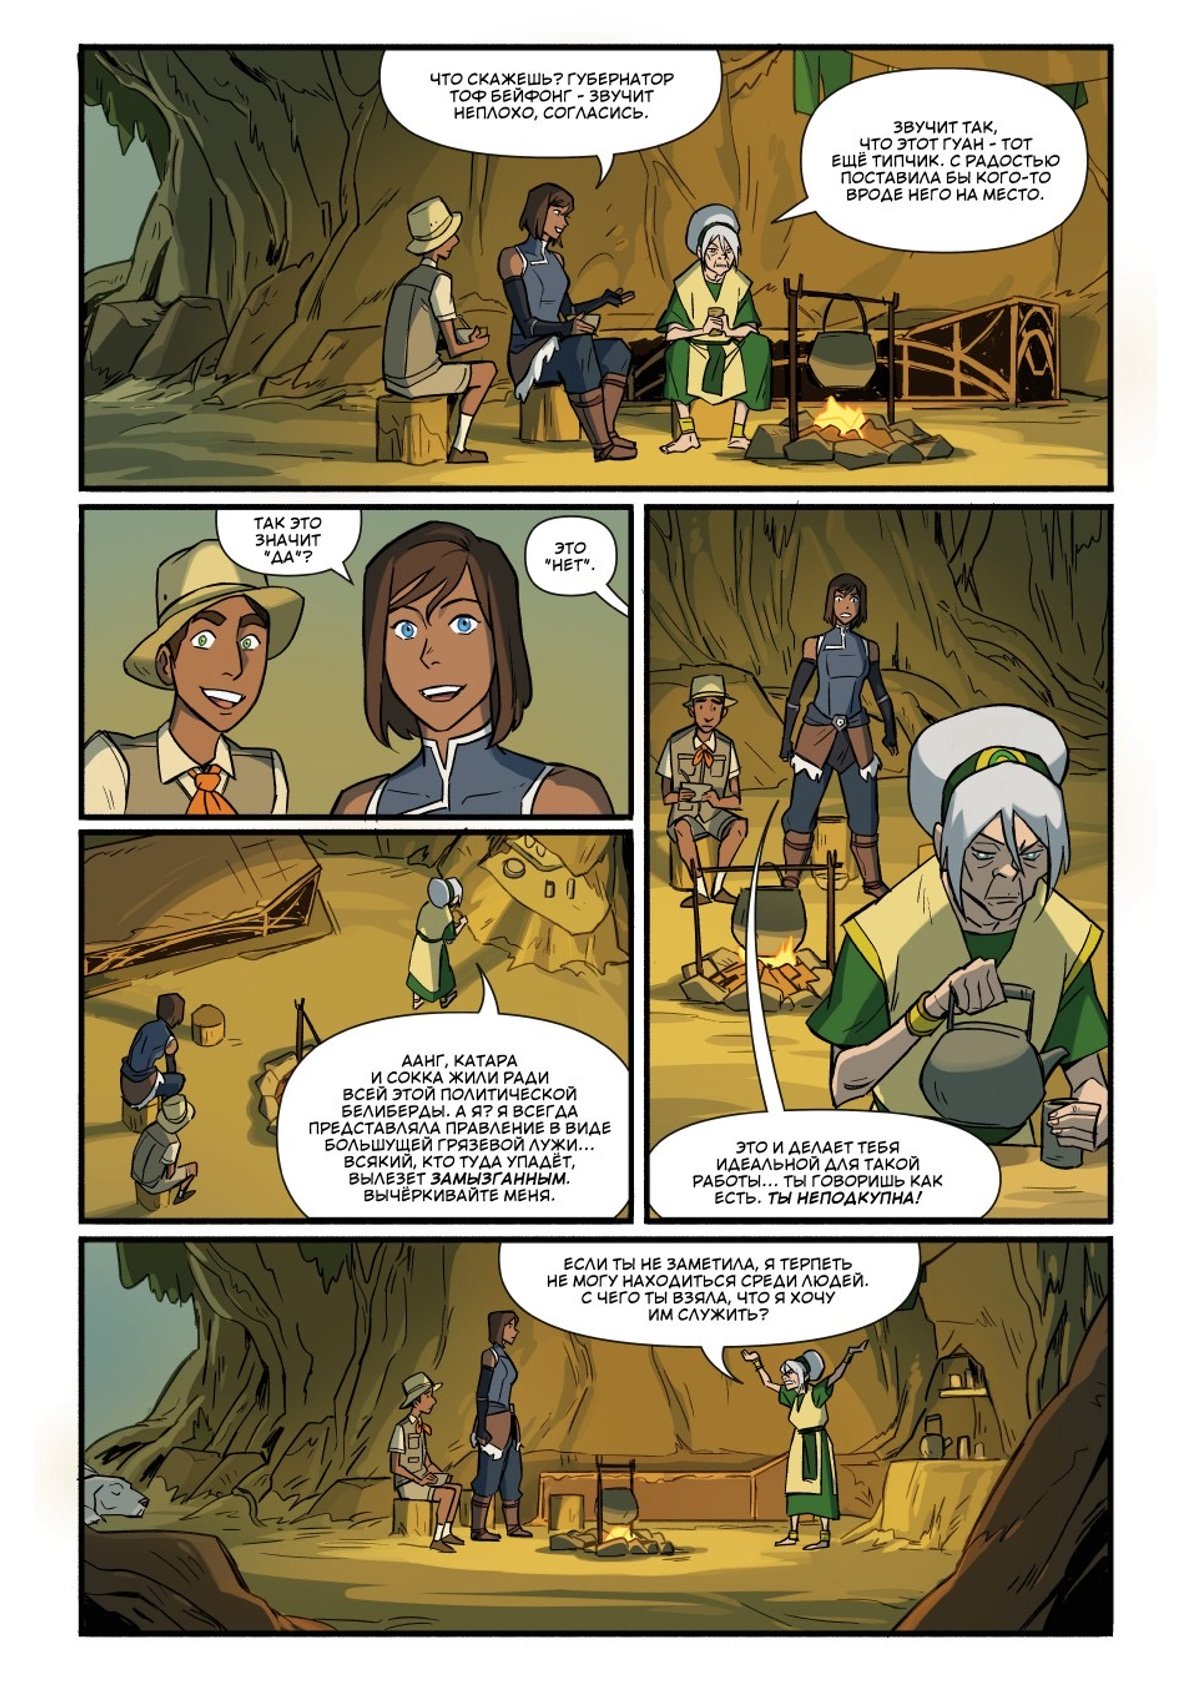 ЧТО СКАЖЕШЬ? ГУБЕРНАТОР
ТОФ БЕЙФОНГ - ЗВУЧИТ
НЕПЛОХО, СОГЛАСИСЬ.
ЗВУЧИТ ТАК,
ЧТО ЭТОТ ГУАН - ТОТ
ЕЩЁ ТИПЧИК. С РАДОСТЬЮ
ПОСТАВИЛА БЫ КОГО-ТО
ВРОДЕ НЕГО НА МЕСТО.
ТАК ЭТО
ЗНАЧИТ
"ДА"?
ЭТО
"НЕТ".
ЭТО И ДЕЛАЕТ ТЕБЯ
ИДЕАЛЬНОЙ ДЛЯ ТАКОЙ
РАБОТЫ... ТЫ ГОВОРИШЬ КАК
ЕСТЬ. ТЫ НЕПОДКУПНА!
ААНГ, КАТАРА
И СОККА ЖИЛИ РАДИ
ВСЕЙ ЭТОЙ ПОЛИТИЧЕСКОЙ
БЕЛИБЕРДЫ. А Я? Я ВСЕГДА
ПРЕДСТАВЛЯЛА ПРАВЛЕНИЕ В ВИДЕ
БОЛЬШУЩЕЙ ГРЯЗЕВОЙ ЛУЖИ...
ВСЯКИЙ, КТО ТУДА УПАДЁТ,
ВЫЛЕЗЕТ ЗАМЫЗГАННЫМ.
ВЫЧЁРКИВАЙТЕ МЕНЯ.
ЕСЛИ ТЫ НЕ ЗАМЕТИЛА, Я ТЕРПЕТЬ
НЕ МОГУ НАХОДИТЬСЯ СРЕДИ ЛЮДЕЙ.
С ЧЕГО ТЫ ВЗЯЛА, ЧТО Я ХОЧУ
ИМ СЛУЖИТЬ?